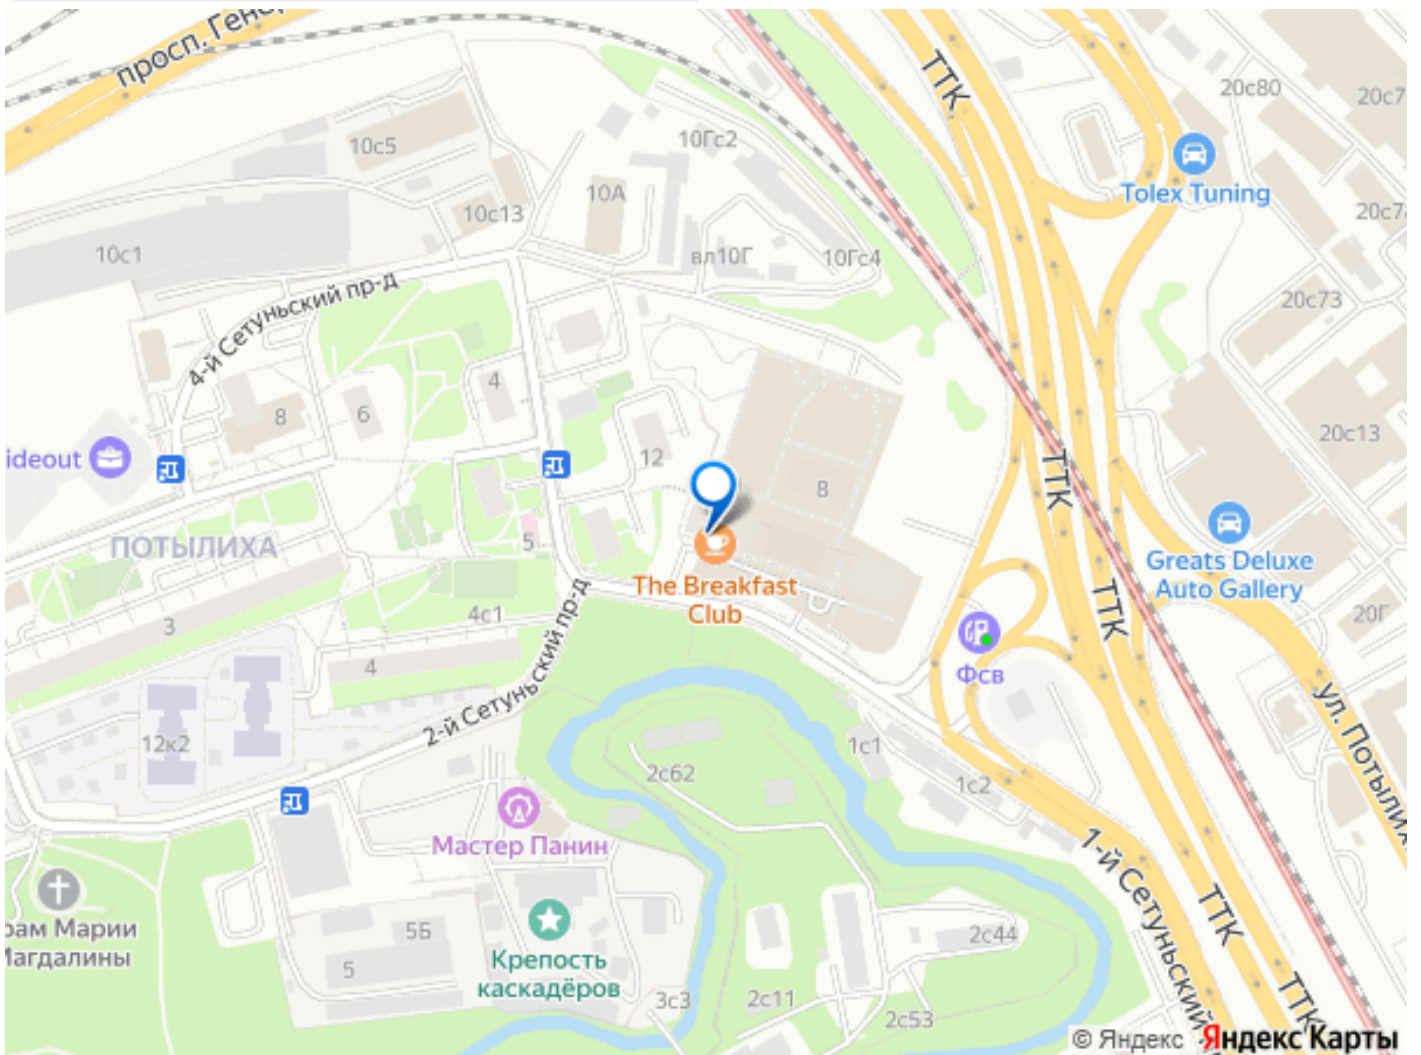 просп. Гене
ТТК
20с80
20с7
10с5
10Гс2
Tolex Tuning
10А
10с13
20с7
10с1
вл10Г
10Гс4
4-й Сетуньский пр-д
20с73
4
6
8
20с13
ideout
12
ТТК
8
ПОТЫЛИХА
5
Greats Deluxe
Auto Gallery
The Breakfast
Club
ТТК
3
4с1
20Г
4
Фсв
2-й Сетуньский пр-д
ул. Потылиха
12к2
1с1
2с62
1с2
Мастер Панин
1-й Сетуньский
рам Марии
Магдалины
ТТК
5Б
2с44
5
Крепость
каскадёров
3с3
2с11
2с53
ТТК
© Яндекс Яндекс Карты